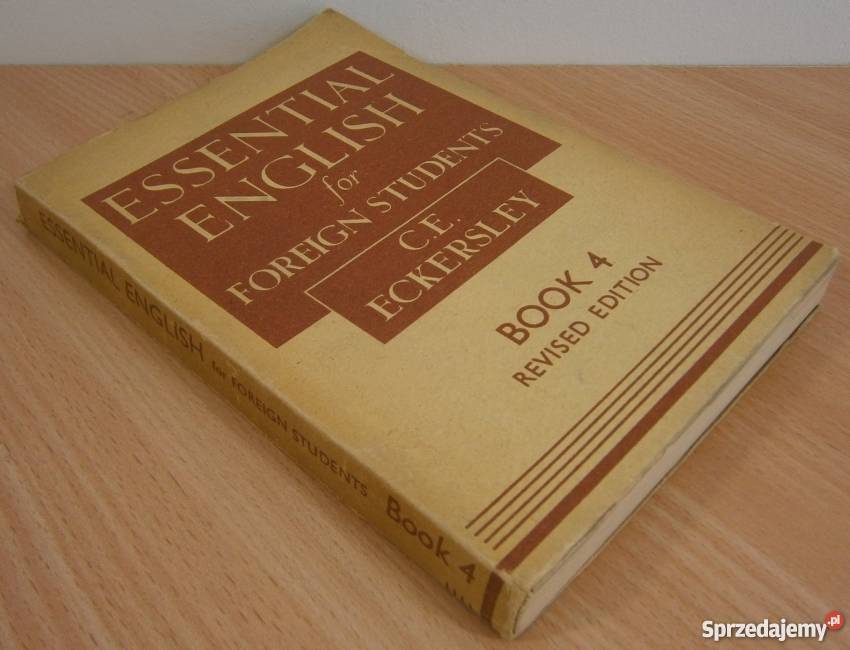 ESSENTIAL
ENGLISH
for
FOREIGN STUDENTS
C.E.
ECKERSLEY
BOOK 4
REVISED EDITION
ESSENTIAL ENGLISH for FOREIGN STUDENTS Book 4
Sprzedajemy.pl